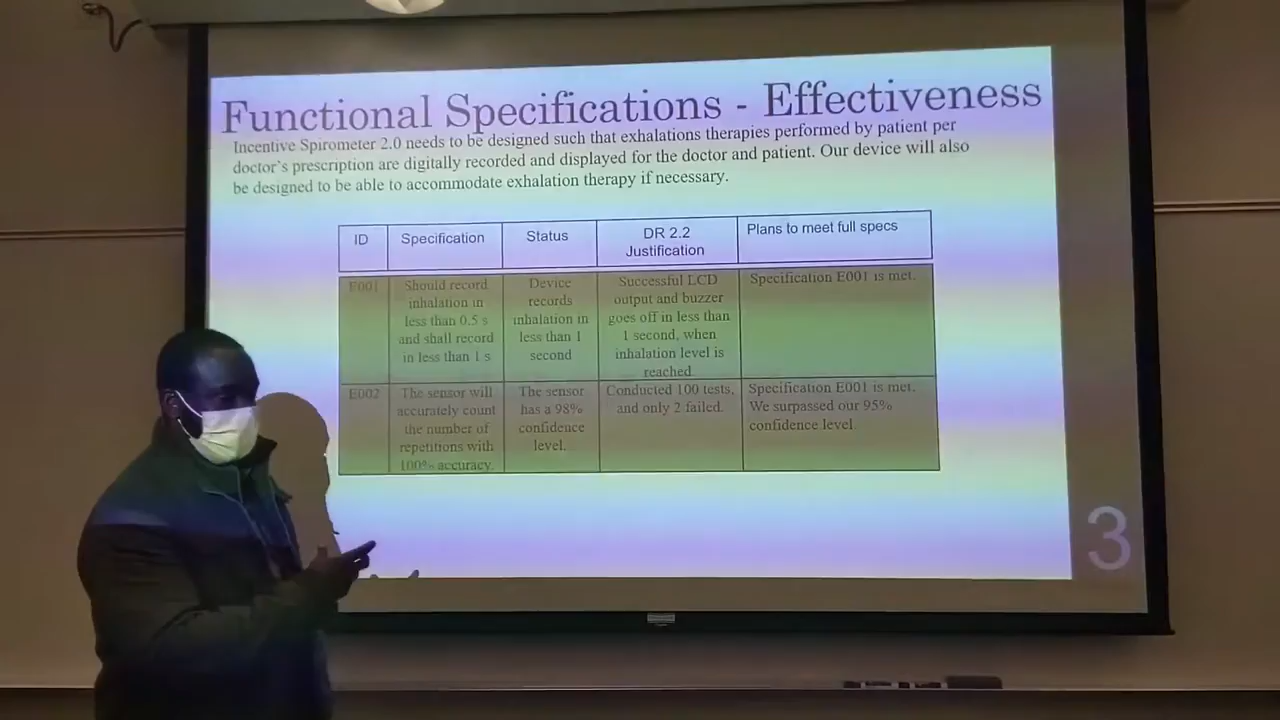 Functional Specifications - Effectiveness
Incentive Spirometer 2.0 needs to be designed such that exhalations therapies performed by patient per
doctor's prescription are digitally recorded and displayed for the doctor and patient. Our device will also
be designed to be able to accommodate exhalation therapy if necessary.
ID
Specification
Status
DR 2.2
Justification
Plans to meet full specs
E001
Should record
inhalation in
less than 0.5 s
and shall record
in less than 1 s
Device
records
inhalation in
less than 1
second
Successful LCD
output and buzzer
goes off in less than
1 second, when
inhalation level is
reached
Specification E001 is met.
E002
The sensor will
accurately count
the number of
repetitions with
100% accuracy.
The sensor
has a 98%
confidence
level.
Conducted 100 tests,
and only 2 failed.
Specification E001 is met.
We surpassed our 95%
confidence level.
3